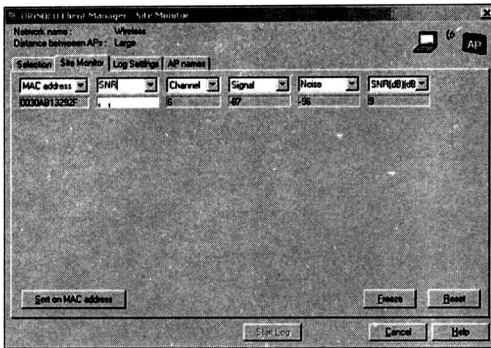 ORiNOCO Client Manager - Site Monitor
Network name : Wireless
Distance between APs : Large
AP
Selection Site Monitor Log Settings AP names
MAC address SNR Channel Signal Noise SNR(dB)(dB
0030AB13292F 6 -87 -96 9
Sort on MAC address Freeze Reset
Start Log Cancel Help